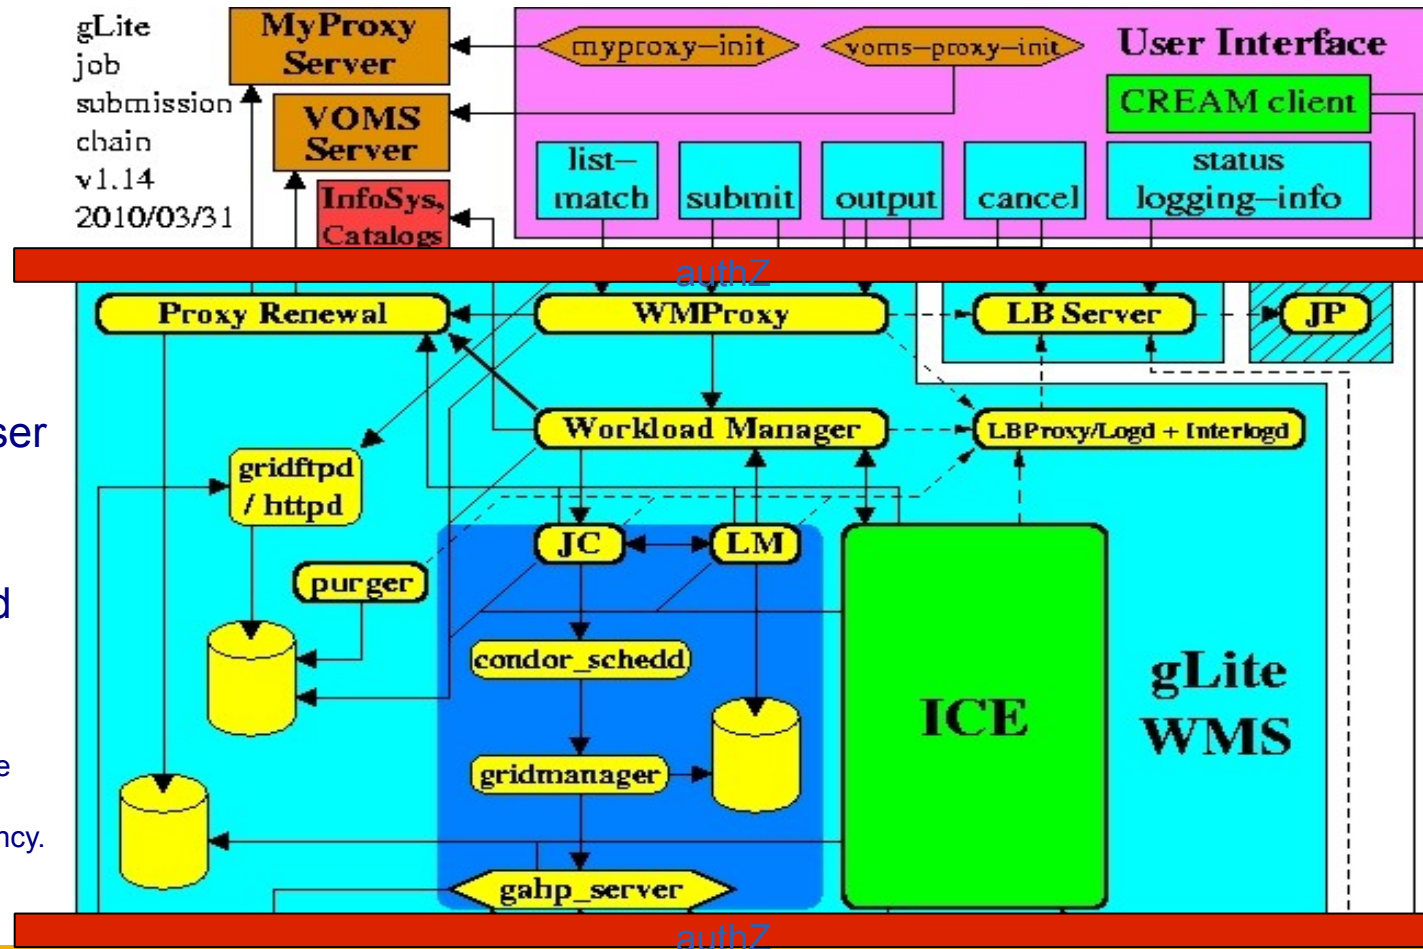 gLite
job
submission
chain
v1.14
2010/03/31
MyProxy
Server
VOMS
Server
InfoSys,
Catalogs
myproxy-init
voms-proxy-init
User Interface
CREAM client
list-
match
submit
output
cancel
status
logging-info
authZ
Proxy Renewal
WMProxy
LB Server
JP
ser
Workload Manager
LBProxy/Logd + Interlogd
gridftpd
/ httpd
JC
LM
purger
d
condor_schedd
ICE
gLite
WMS
gridmanager
e
ncy.
gahp_server
authZ